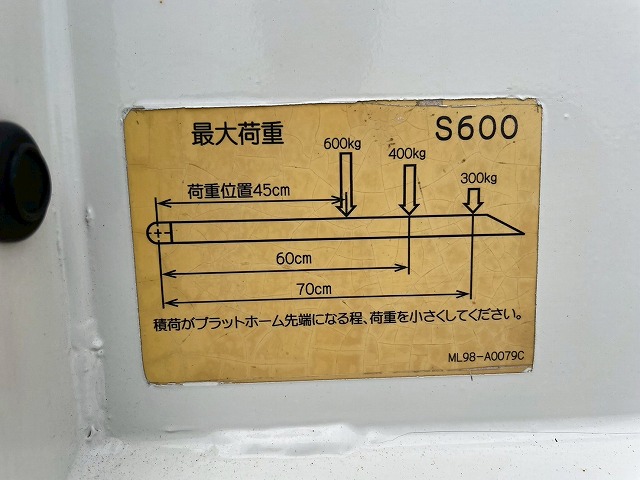 最大荷重
S600
600kg
400kg
300kg
荷重位置45cm
60cm
70cm
積荷がプラットホーム先端になる程、荷重を小さくしてください。
ML98-A0079C